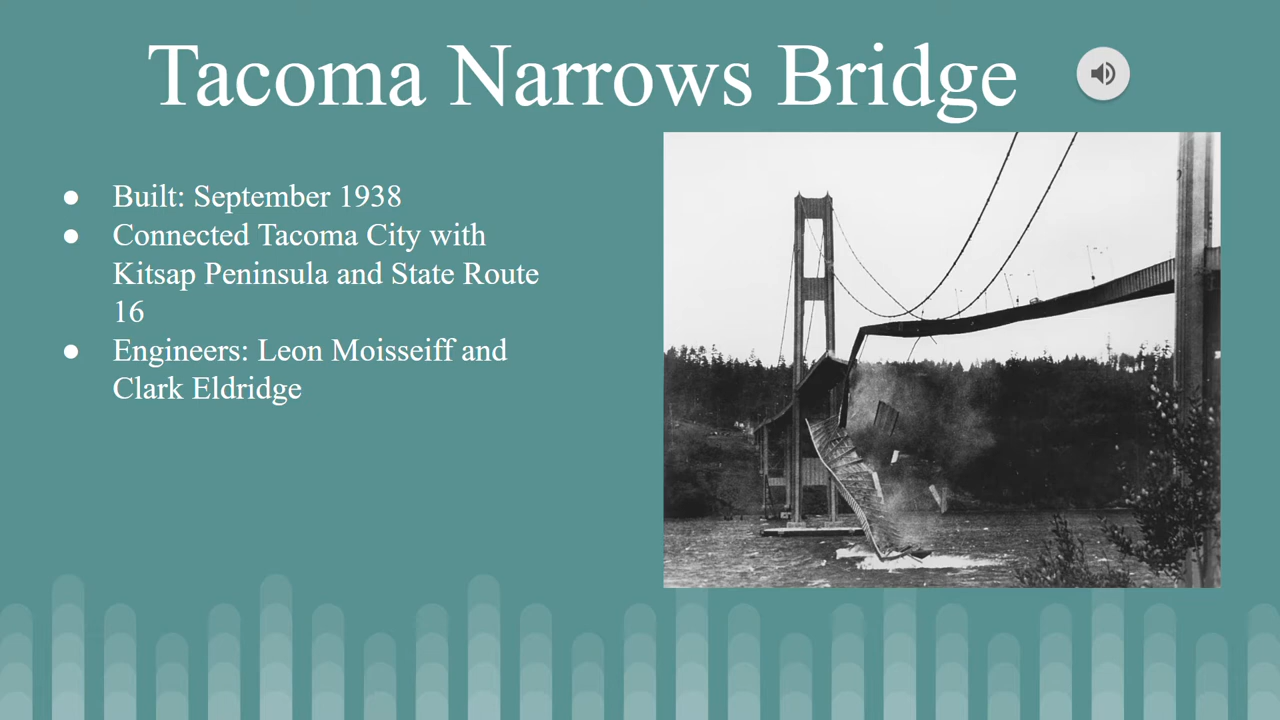 Tacoma Narrows Bridge
● Built: September 1938
● Connected Tacoma City with
Kitsap Peninsula and State Route
16
● Engineers: Leon Moisseiff and
Clark Eldridge